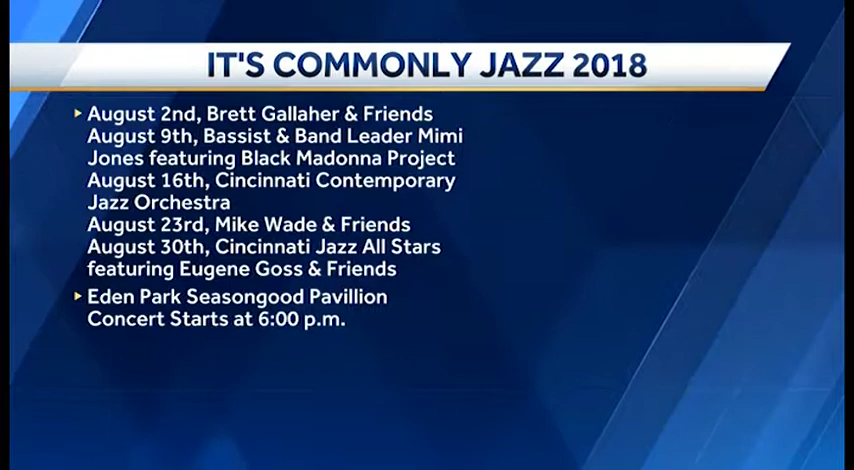 IT'S COMMONLY JAZZ 2018
August 2nd, Brett Gallaher & Friends
August 9th, Bassist & Band Leader Mimi
Jones featuring Black Madonna Project
August 16th, Cincinnati Contemporary
Jazz Orchestra
August 23rd, Mike Wade & Friends
August 30th, Cincinnati Jazz All Stars
featuring Eugene Goss & Friends
Eden Park Seasongood Pavillion
Concert Starts at 6:00 p.m.